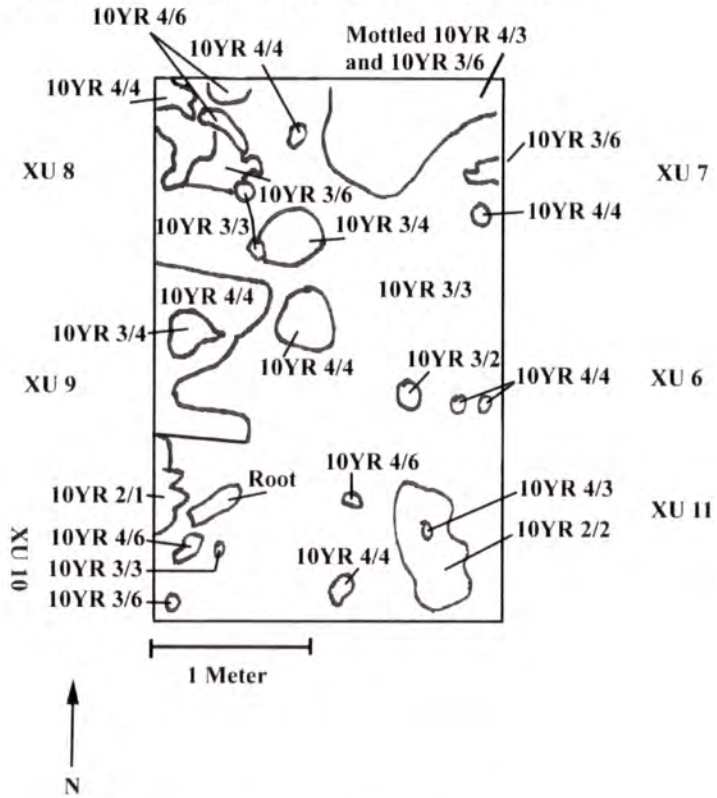 10YR 4/6
10YR 4/4
Mottled 10YR 4/3
and 10YR 3/6
10YR 4/4
10YR 3/6
XU 8
XU 7
10YR 3/6
10YR 4/4
10YR 3/3
10YR 3/4
10YR 4/4
10YR 3/3
10YR 3/4
10YR 4/4
10YR 3/2
10YR 4/4
XU 9
XU 6
10YR 4/6
Root
10YR 2/1
10YR 4/3
XU 11
10YR 2/2
10YR 4/6
XU 10
10YR 3/3
10YR 4/4
10YR 3/6
1 Meter
N